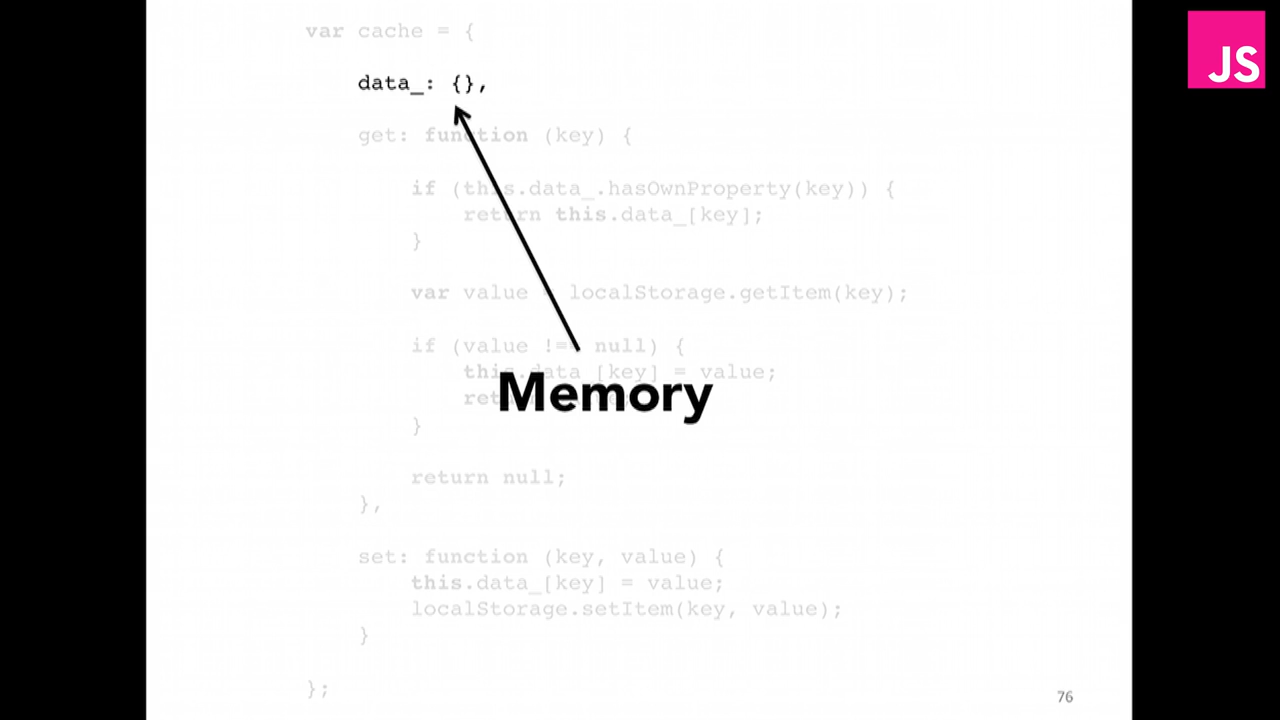 var cache = {
data_: {},
get: function (key) {
if (this.data_.hasOwnProperty(key)) {
return this.data_[key];
}
var value = localStorage.getItem(key);
if (value !== null) {
this.data_[key] = value;
Memory
}
return null;
},
set: function (key, value) {
this.data_[key] = value;
localStorage.setItem(key, value);
}
};
76
JS